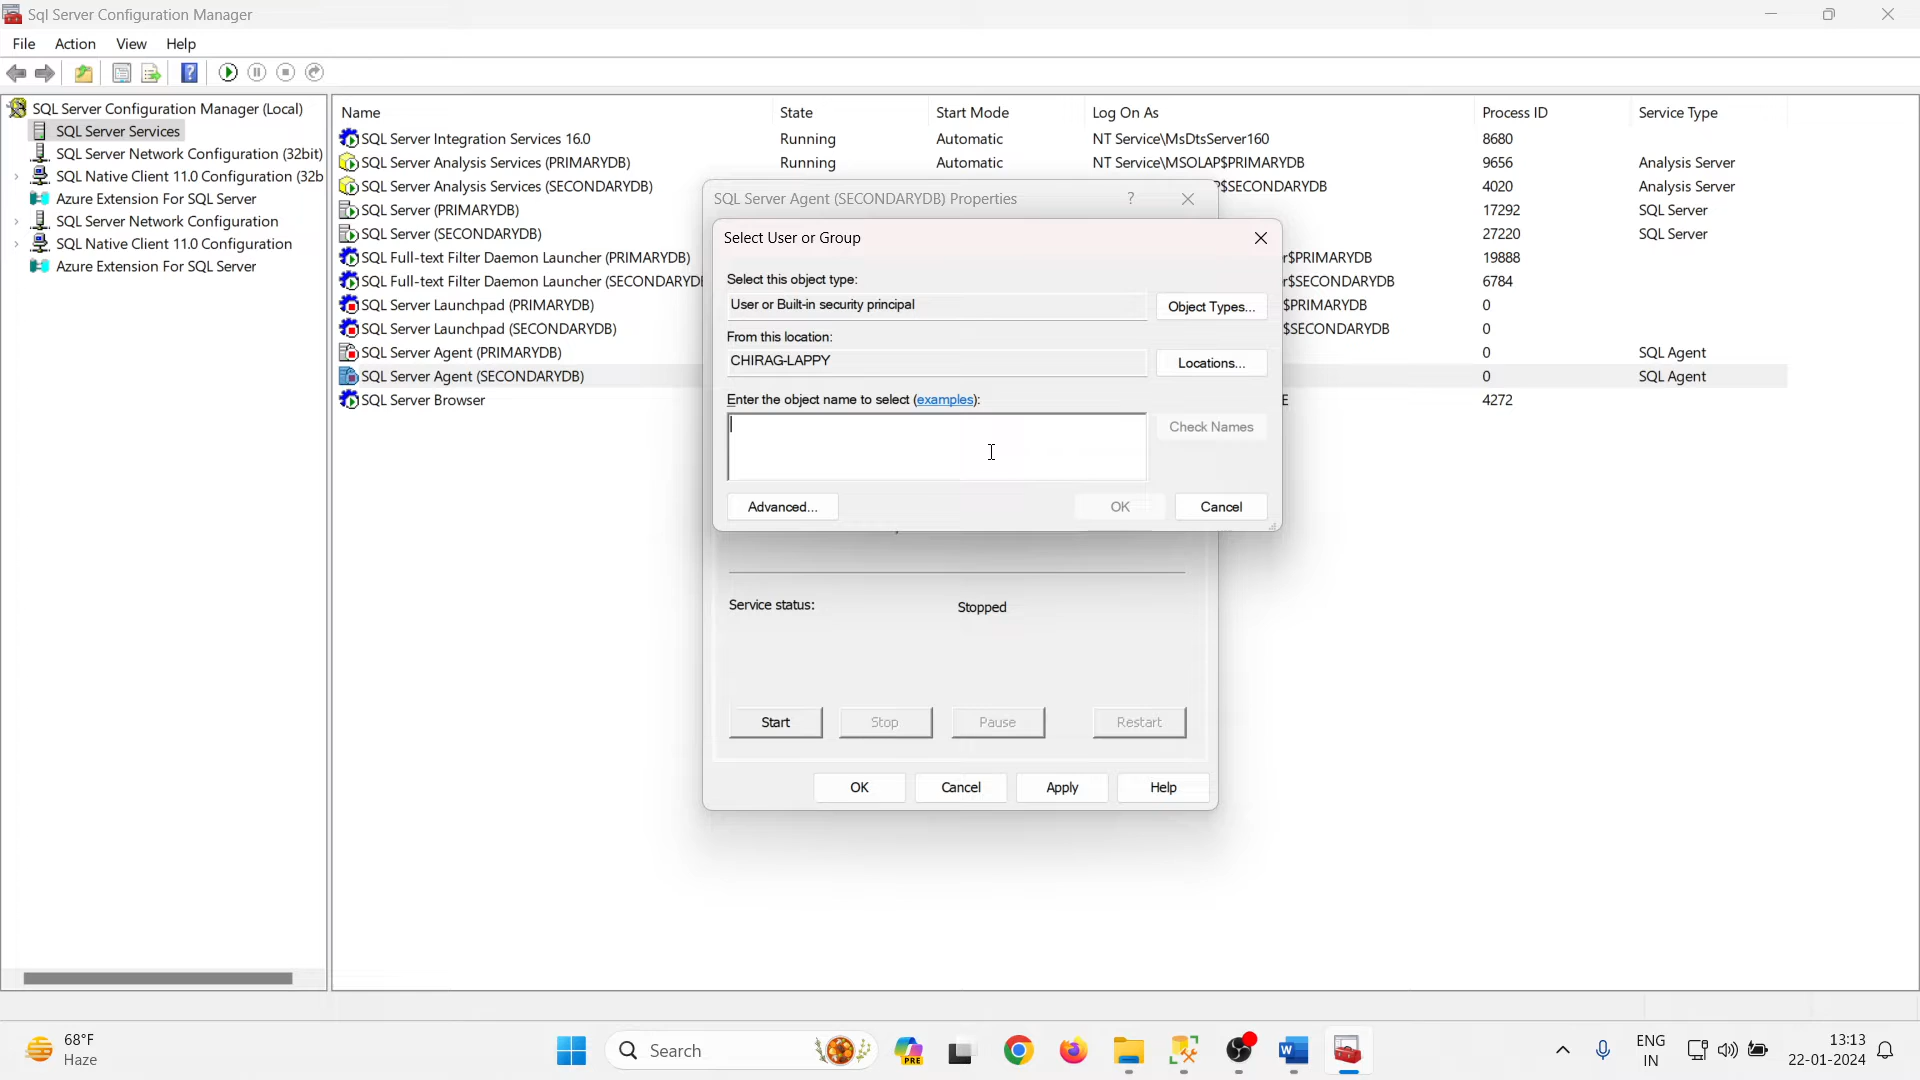 Sql Server Configuration Manager
File Action View Help
SQL Server Configuration Manager (Local)
SQL Server Services
SQL Server Network Configuration (32bit)
SQL Native Client 11.0 Configuration (32b
Azure Extension For SQL Server
SQL Server Network Configuration
SQL Native Client 11.0 Configuration
Azure Extension For SQL Server
Name State Start Mode Log On As Process ID Service Type
SQL Server Integration Services 16.0 Running Automatic NT Service\MsDtsServer160 8680
SQL Server Analysis Services (PRIMARYDB) Running Automatic NT Service\MSOLAP$PRIMARYDB 9656 Analysis Server
SQL Server Analysis Services (SECONDARYDB) $SECONDARYDB 4020 Analysis Server
SQL Server (PRIMARYDB) 17292 SQL Server
SQL Server (SECONDARYDB) 27220 SQL Server
SQL Full-text Filter Daemon Launcher (PRIMARYDB) r$PRIMARYDB 19888
SQL Full-text Filter Daemon Launcher (SECONDARYD r$SECONDARYDB 6784
SQL Server Launchpad (PRIMARYDB) $PRIMARYDB 0
SQL Server Launchpad (SECONDARYDB) $SECONDARYDB 0
SQL Server Agent (PRIMARYDB) 0 SQL Agent
SQL Server Agent (SECONDARYDB) 0 SQL Agent
SQL Server Browser E 4272
SQL Server Agent (SECONDARYDB) Properties ?
Select User or Group
Select this object type:
User or Built-in security principal Object Types...
From this location:
CHIRAG-LAPPY Locations...
Enter the object name to select (examples):
Check Names
Advanced... OK Cancel
Service status: Stopped
Start Stop Pause Restart
OK Cancel Apply Help
68°F
Haze
Search
PRE
ENG
IN
13:13
22-01-2024